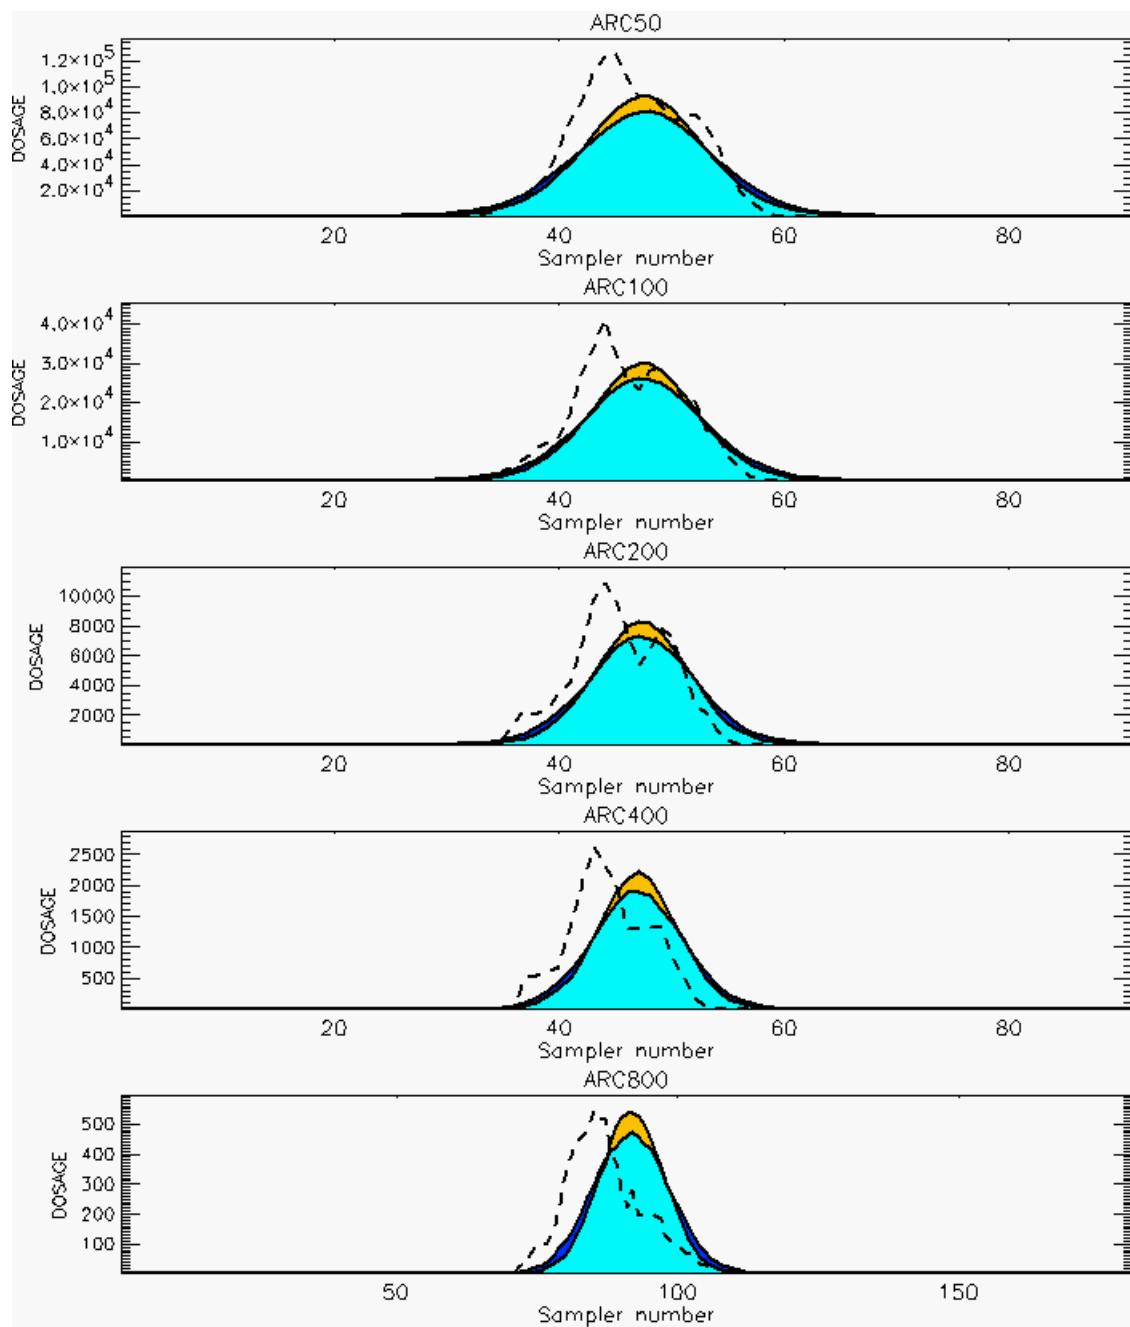 ARC50
1.2×10^5
1.0×10^5
8.0×10^4
6.0×10^4
4.0×10^4
2.0×10^4
DOSAGE
20 40 60 80
Sampler number
ARC100
4.0×10^4
3.0×10^4
2.0×10^4
1.0×10^4
DOSAGE
20 40 60 80
Sampler number
ARC200
10000
8000
6000
4000
2000
DOSAGE
20 40 60 80
Sampler number
ARC400
2500
2000
1500
1000
500
DOSAGE
20 40 60 80
Sampler number
ARC800
500
400
300
200
100
DOSAGE
50 100 150
Sampler number